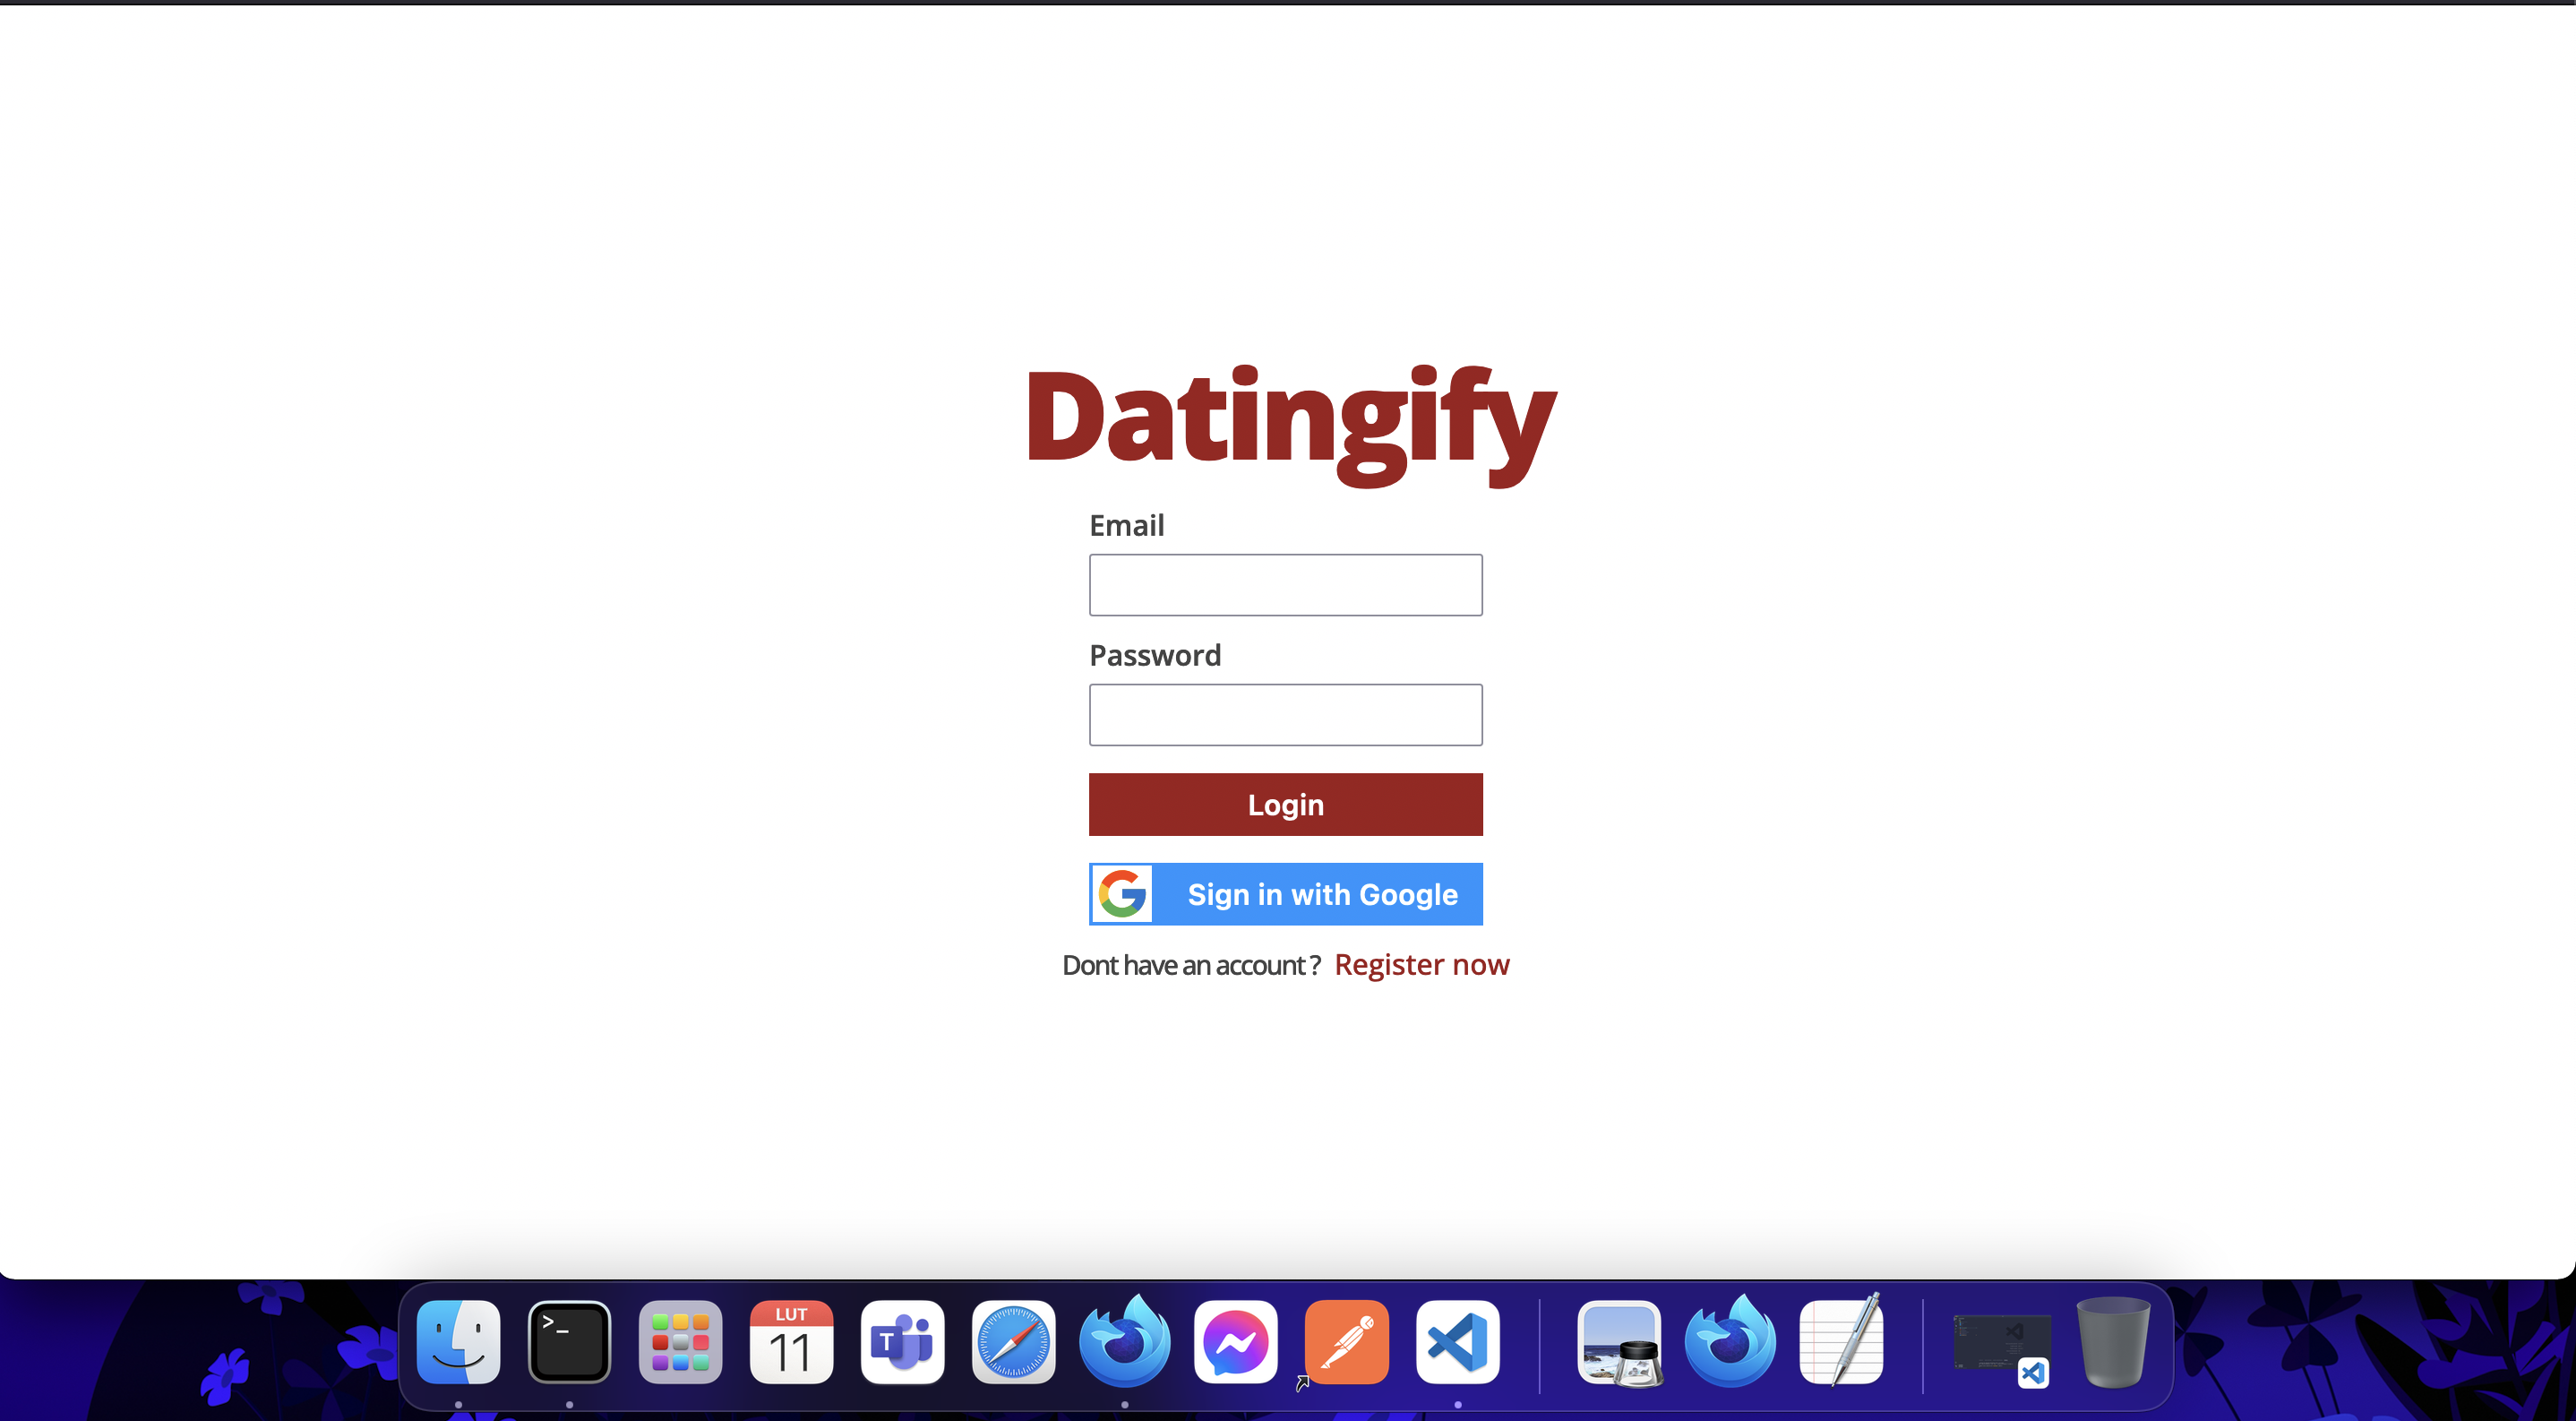 Datingify
Email
Password
Login
Sign in with Google
Dont have an account ? Register now
LUT
11
>_
T